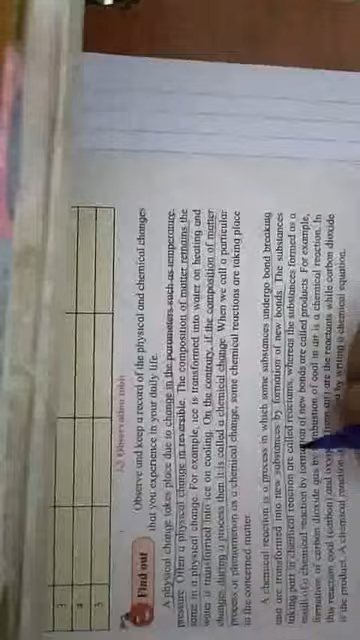 3
4
5
3.2 Observation table
Find out
Observe and keep a record of the physical and chemical changes
that you experience in your daily life.
A physical change takes place due to change in the parameters such as temperature,
pressure. Often a physical change is reversible. The composition of matter remains the
same in a physical change. For example, ice is transformed into water on heating and
water is transformed into ice on cooling. On the contrary, if the composition of matter
changes during a process then it is called a chemical change. When we call a particular
process or phenomenon as a chemical change, some chemical reactions are taking place
in the concerned matter.
A chemical reaction is a process in which some substances undergo bond breaking
and are transformed into new substances by formation of new bonds. The substances
taking part in chemical reaction are called reactants, whereas the substances formed as a
result of a chemical reaction by formation of new bonds are called products. For example,
formation of carbon dioxide gas by combustion of coal in air is a chemical reaction. In
this reaction coal (carbon) and oxygen (from air) are the reactants while carbon dioxide
is the product. A chemical reaction by writing a chemical equation.